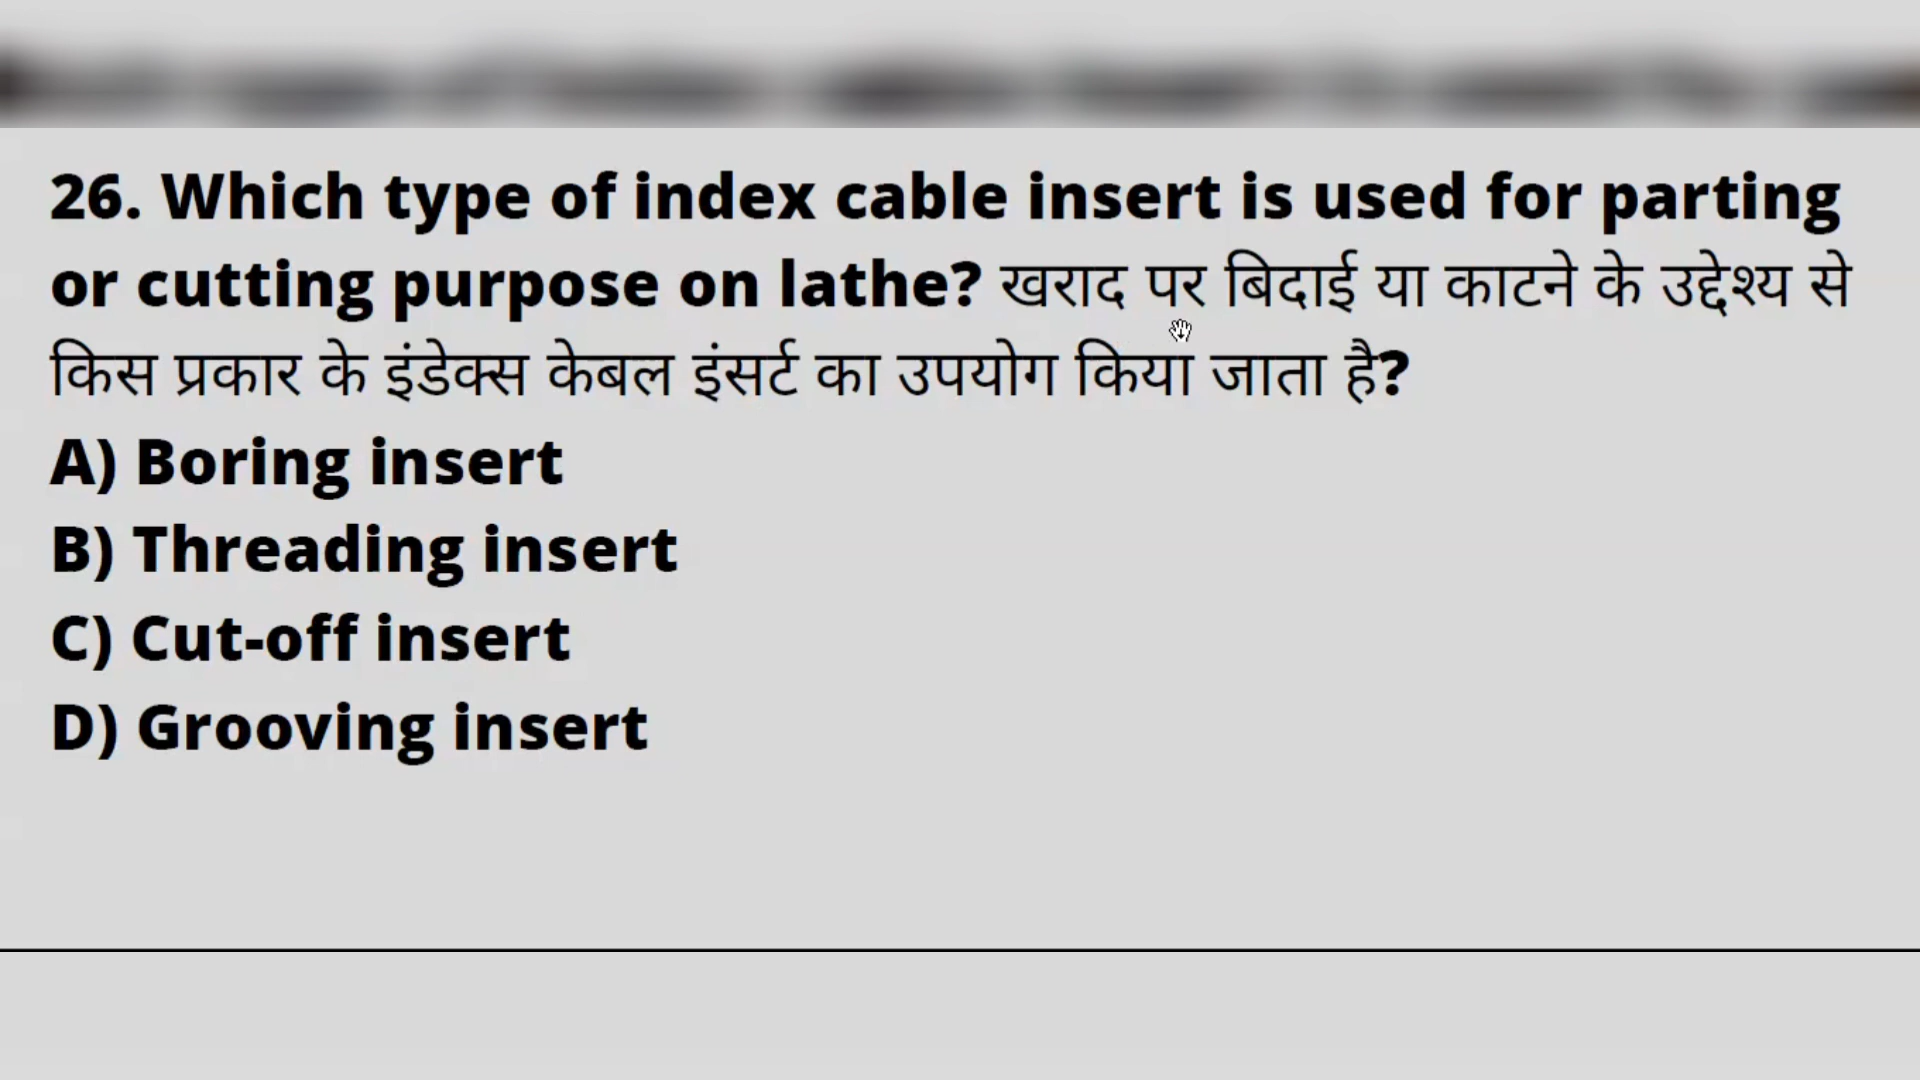 26. Which type of index cable insert is used for parting
or cutting purpose on lathe? खराद पर बिदाई या काटने के उद्देश्य से
किस प्रकार के इंडेक्स केबल इंसर्ट का उपयोग किया जाता है?
A) Boring insert
B) Threading insert
C) Cut-off insert
D) Grooving insert